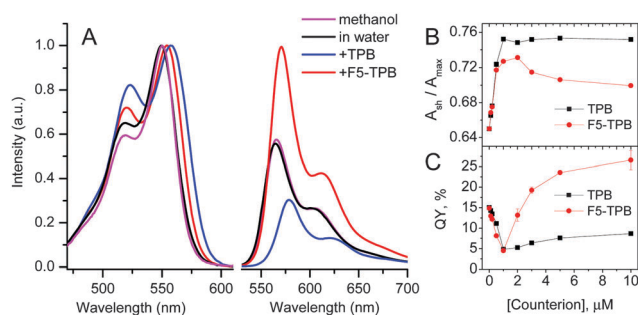 A
methanol
in water
+TPB
+F5-TPB
Intensity (a.u.)
1.0
0.8
0.6
0.4
0.2
0.0
500 550 600
550 600 650 700
Wavelength (nm)
Wavelength (nm)
B
A_sh / A_max
0.76
0.72
0.68
0.64
TPB
F5-TPB
C
QY, %
25
20
15
10
5
0
TPB
F5-TPB
0 2 4 6 8 10
[Counterion], µM